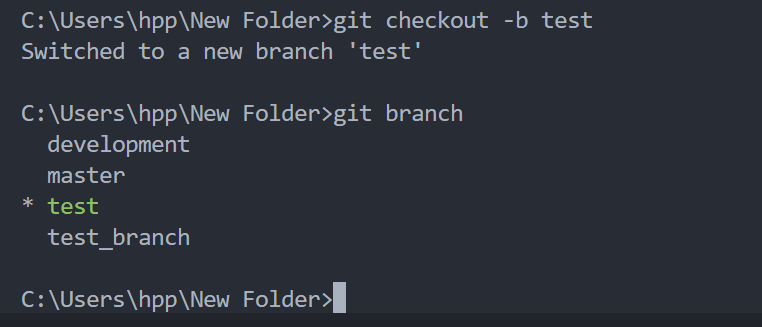 C:\Users\hpp\New Folder>git checkout -b test
Switched to a new branch 'test'
C:\Users\hpp\New Folder>git branch
development
master
* test
test_branch
C:\Users\hpp\New Folder>